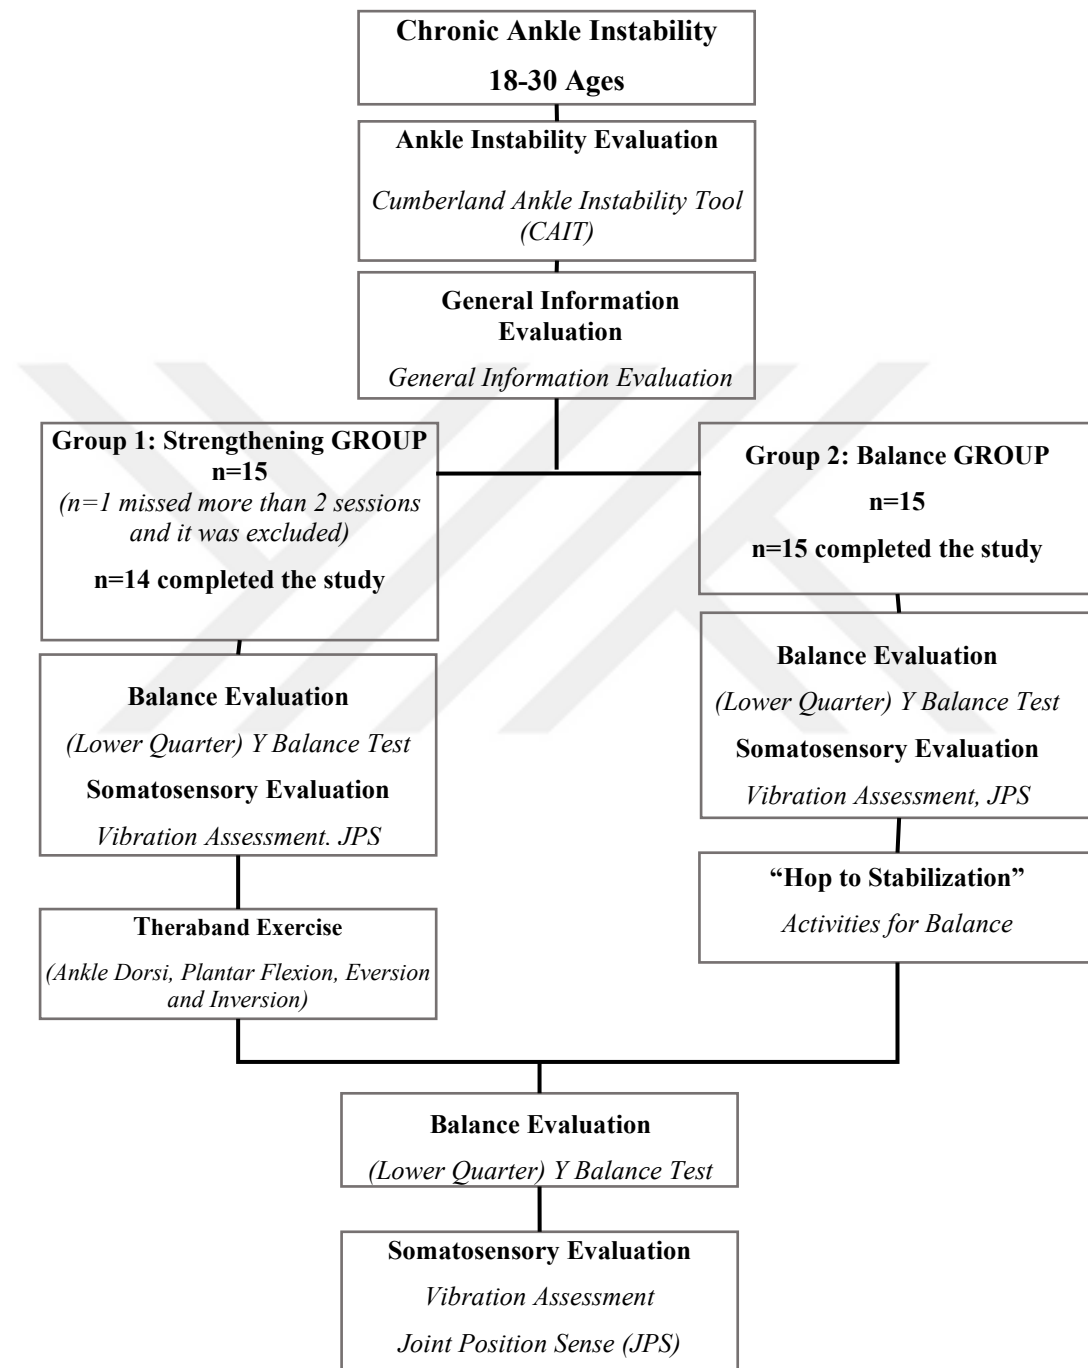 Chronic Ankle Instability
18-30 Ages
Ankle Instability Evaluation
Cumberland Ankle Instability Tool
(CAIT)
General Information
Evaluation
General Information Evaluation
Group 1: Strengthening GROUP
n=15
(n=1 missed more than 2 sessions
and it was excluded)
n=14 completed the study
Group 2: Balance GROUP
n=15
n=15 completed the study
Balance Evaluation
(Lower Quarter) Y Balance Test
Somatosensory Evaluation
Vibration Assessment. JPS
Balance Evaluation
(Lower Quarter) Y Balance Test
Somatosensory Evaluation
Vibration Assessment, JPS
Theraband Exercise
(Ankle Dorsi, Plantar Flexion, Eversion
and Inversion)
“Hop to Stabilization”
Activities for Balance
Balance Evaluation
(Lower Quarter) Y Balance Test
Somatosensory Evaluation
Vibration Assessment
Joint Position Sense (JPS)